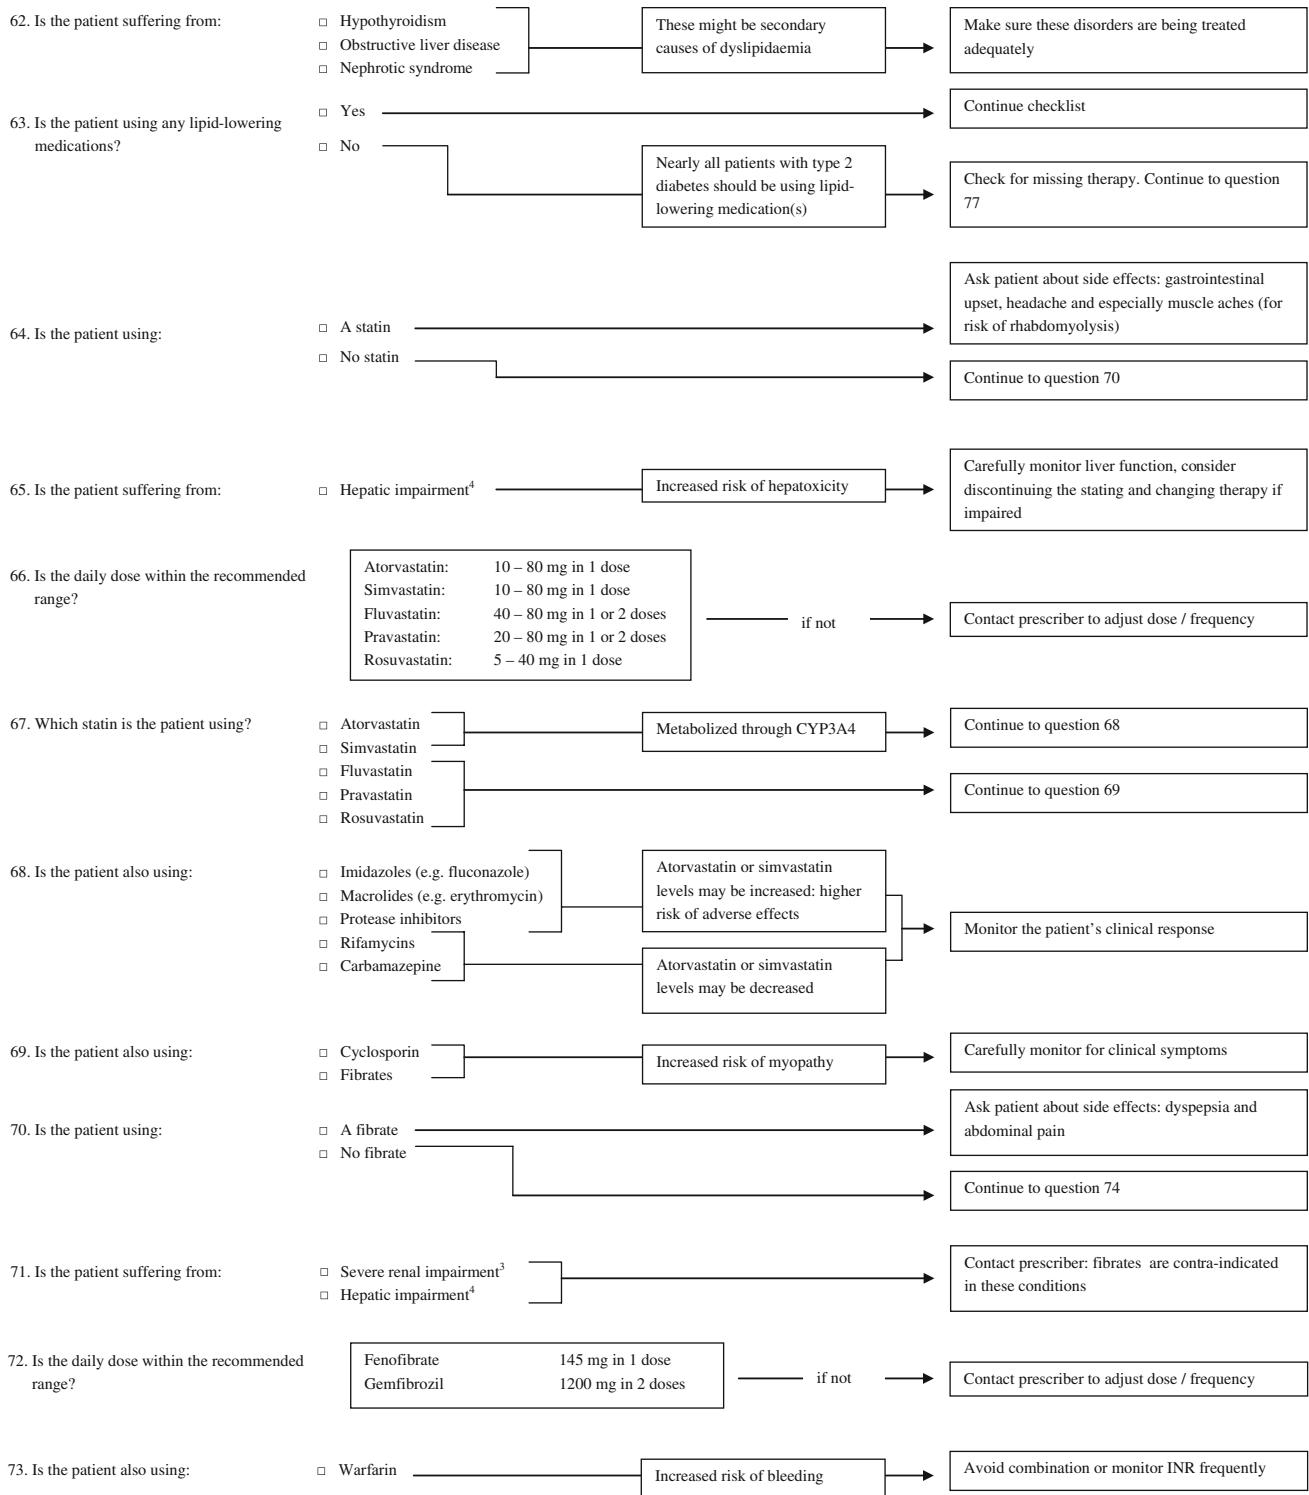 62. Is the patient suffering from:
□ Hypothyroidism
□ Obstructive liver disease
□ Nephrotic syndrome
These might be secondary
causes of dyslipidaemia
Make sure these disorders are being treated
adequately
63. Is the patient using any lipid-lowering
medications?
□ Yes
Continue checklist
□ No
Nearly all patients with type 2
diabetes should be using lipid-
lowering medication(s)
Check for missing therapy. Continue to question
77
64. Is the patient using:
□ A statin
Ask patient about side effects: gastrointestinal
upset, headache and especially muscle aches (for
risk of rhabdomyolysis)
□ No statin
Continue to question 70
65. Is the patient suffering from:
□ Hepatic impairment⁴
Increased risk of hepatoxicity
Carefully monitor liver function, consider
discontinuing the stating and changing therapy if
impaired
66. Is the daily dose within the recommended
range?
Atorvastatin: 10 – 80 mg in 1 dose
Simvastatin: 10 – 80 mg in 1 dose
Fluvastatin: 40 – 80 mg in 1 or 2 doses
Pravastatin: 20 – 80 mg in 1 or 2 doses
Rosuvastatin: 5 – 40 mg in 1 dose
if not
Contact prescriber to adjust dose / frequency
67. Which statin is the patient using?
□ Atorvastatin
□ Simvastatin
□ Fluvastatin
□ Pravastatin
□ Rosuvastatin
Metabolized through CYP3A4
Continue to question 68
Continue to question 69
68. Is the patient also using:
□ Imidazoles (e.g. fluconazole)
□ Macrolides (e.g. erythromycin)
□ Protease inhibitors
□ Rifamycins
□ Carbamazepine
Atorvastatin or simvastatin
levels may be increased: higher
risk of adverse effects
Atorvastatin or simvastatin
levels may be decreased
Monitor the patient's clinical response
69. Is the patient also using:
□ Cyclosporin
□ Fibrates
Increased risk of myopathy
Carefully monitor for clinical symptoms
70. Is the patient using:
□ A fibrate
□ No fibrate
Ask patient about side effects: dyspepsia and
abdominal pain
Continue to question 74
71. Is the patient suffering from:
□ Severe renal impairment³
□ Hepatic impairment⁴
Contact prescriber: fibrates are contra-indicated
in these conditions
72. Is the daily dose within the recommended
range?
Fenofibrate 145 mg in 1 dose
Gemfibrozil 1200 mg in 2 doses
if not
Contact prescriber to adjust dose / frequency
73. Is the patient also using:
□ Warfarin
Increased risk of bleeding
Avoid combination or monitor INR frequently